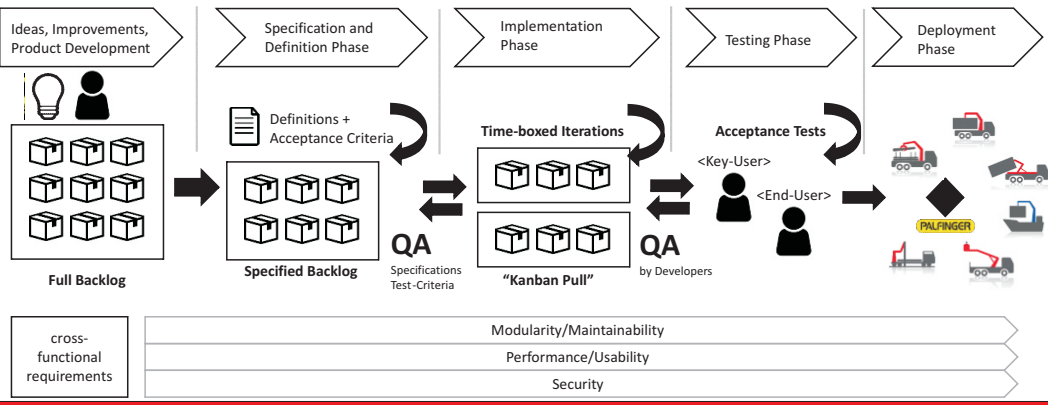 Ideas, Improvements,
Product Development
Specification and
Definition Phase
Implementation
Phase
Testing Phase
Deployment
Phase
Definitions +
Acceptance Criteria
Time-boxed Iterations
Acceptance Tests
<Key-User>
<End-User>
PALFINGER
QA
Specifications
Test-Criteria
QA
by Developers
Full Backlog
Specified Backlog
“Kanban Pull”
cross-
functional
requirements
Modularity/Maintainability
Performance/Usability
Security